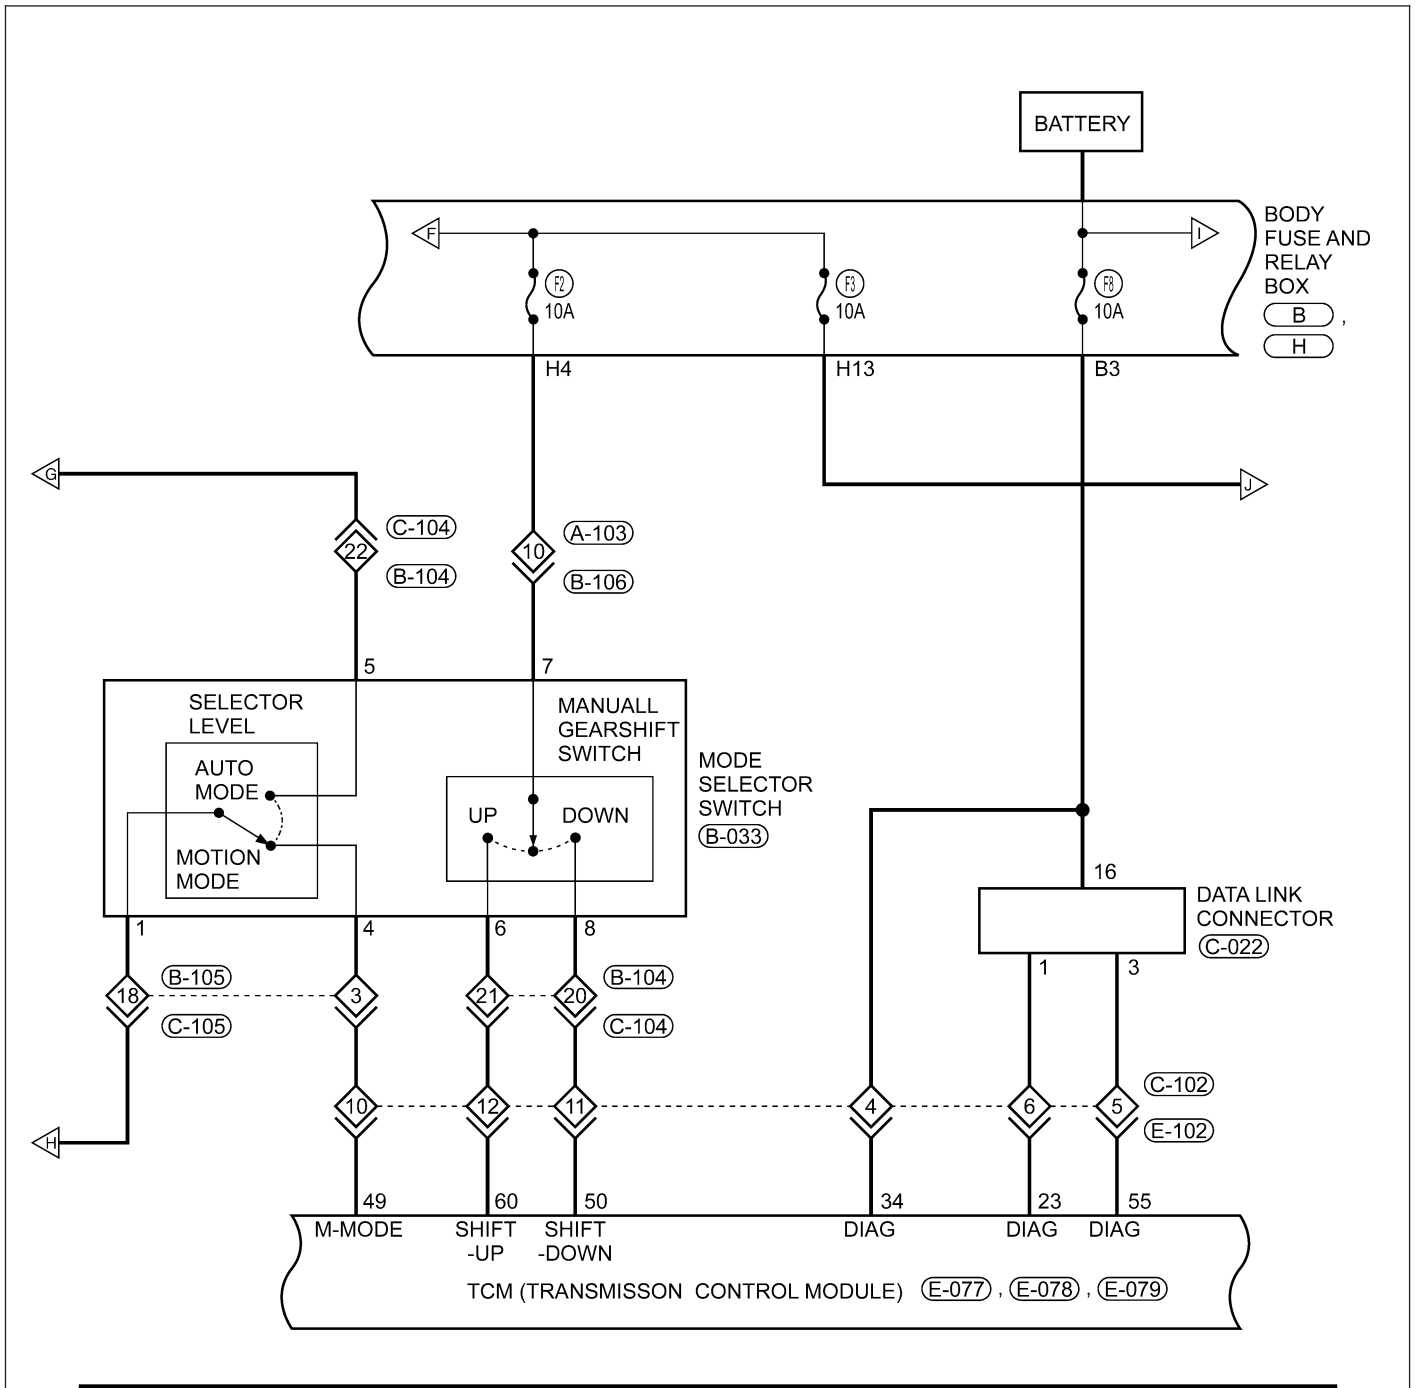 BATTERY
BODY
FUSE AND
RELAY
BOX
B ,
H
F
I
F2
10A
F3
10A
F8
10A
H4
H13
B3
G
J
C-104
22
B-104
A-103
10
B-106
5
7
SELECTOR
LEVEL
AUTO
MODE
MOTION
MODE
MANUALL
GEARSHIFT
SWITCH
UP
DOWN
MODE
SELECTOR
SWITCH
B-033
1
4
6
8
16
DATA LINK
CONNECTOR
C-022
1
3
B-105
18
3
C-105
21
20
B-104
C-104
10
12
11
4
6
5
C-102
E-102
H
49
60
50
34
23
55
M-MODE
SHIFT
-UP
SHIFT
-DOWN
DIAG
DIAG
DIAG
TCM (TRANSMISSON CONTROL MODULE) E-077 , E-078 , E-079